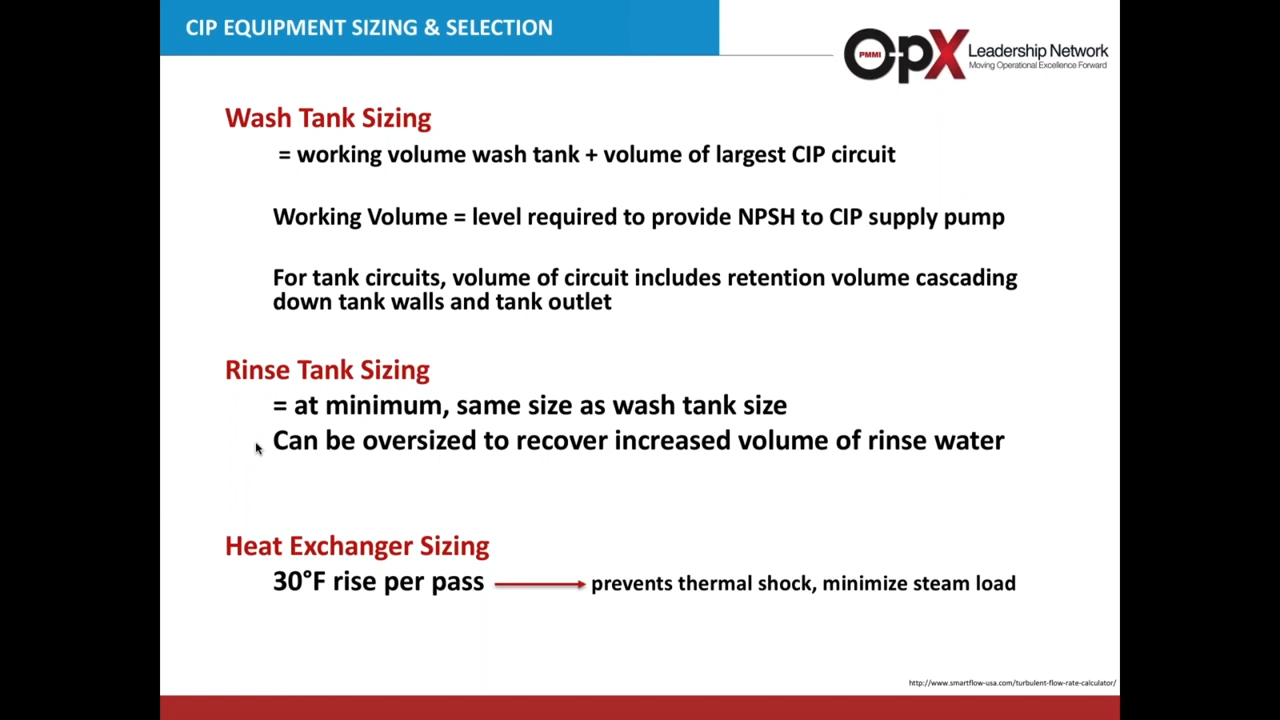 CIP EQUIPMENT SIZING & SELECTION
OpX
PMMI
Leadership Network
Moving Operational Excellence Forward
Wash Tank Sizing
= working volume wash tank + volume of largest CIP circuit
Working Volume = level required to provide NPSH to CIP supply pump
For tank circuits, volume of circuit includes retention volume cascading
down tank walls and tank outlet
Rinse Tank Sizing
= at minimum, same size as wash tank size
Can be oversized to recover increased volume of rinse water
Heat Exchanger Sizing
30°F rise per pass prevents thermal shock, minimize steam load
http://www.smartflow-usa.com/turbulent-flow-rate-calculator/